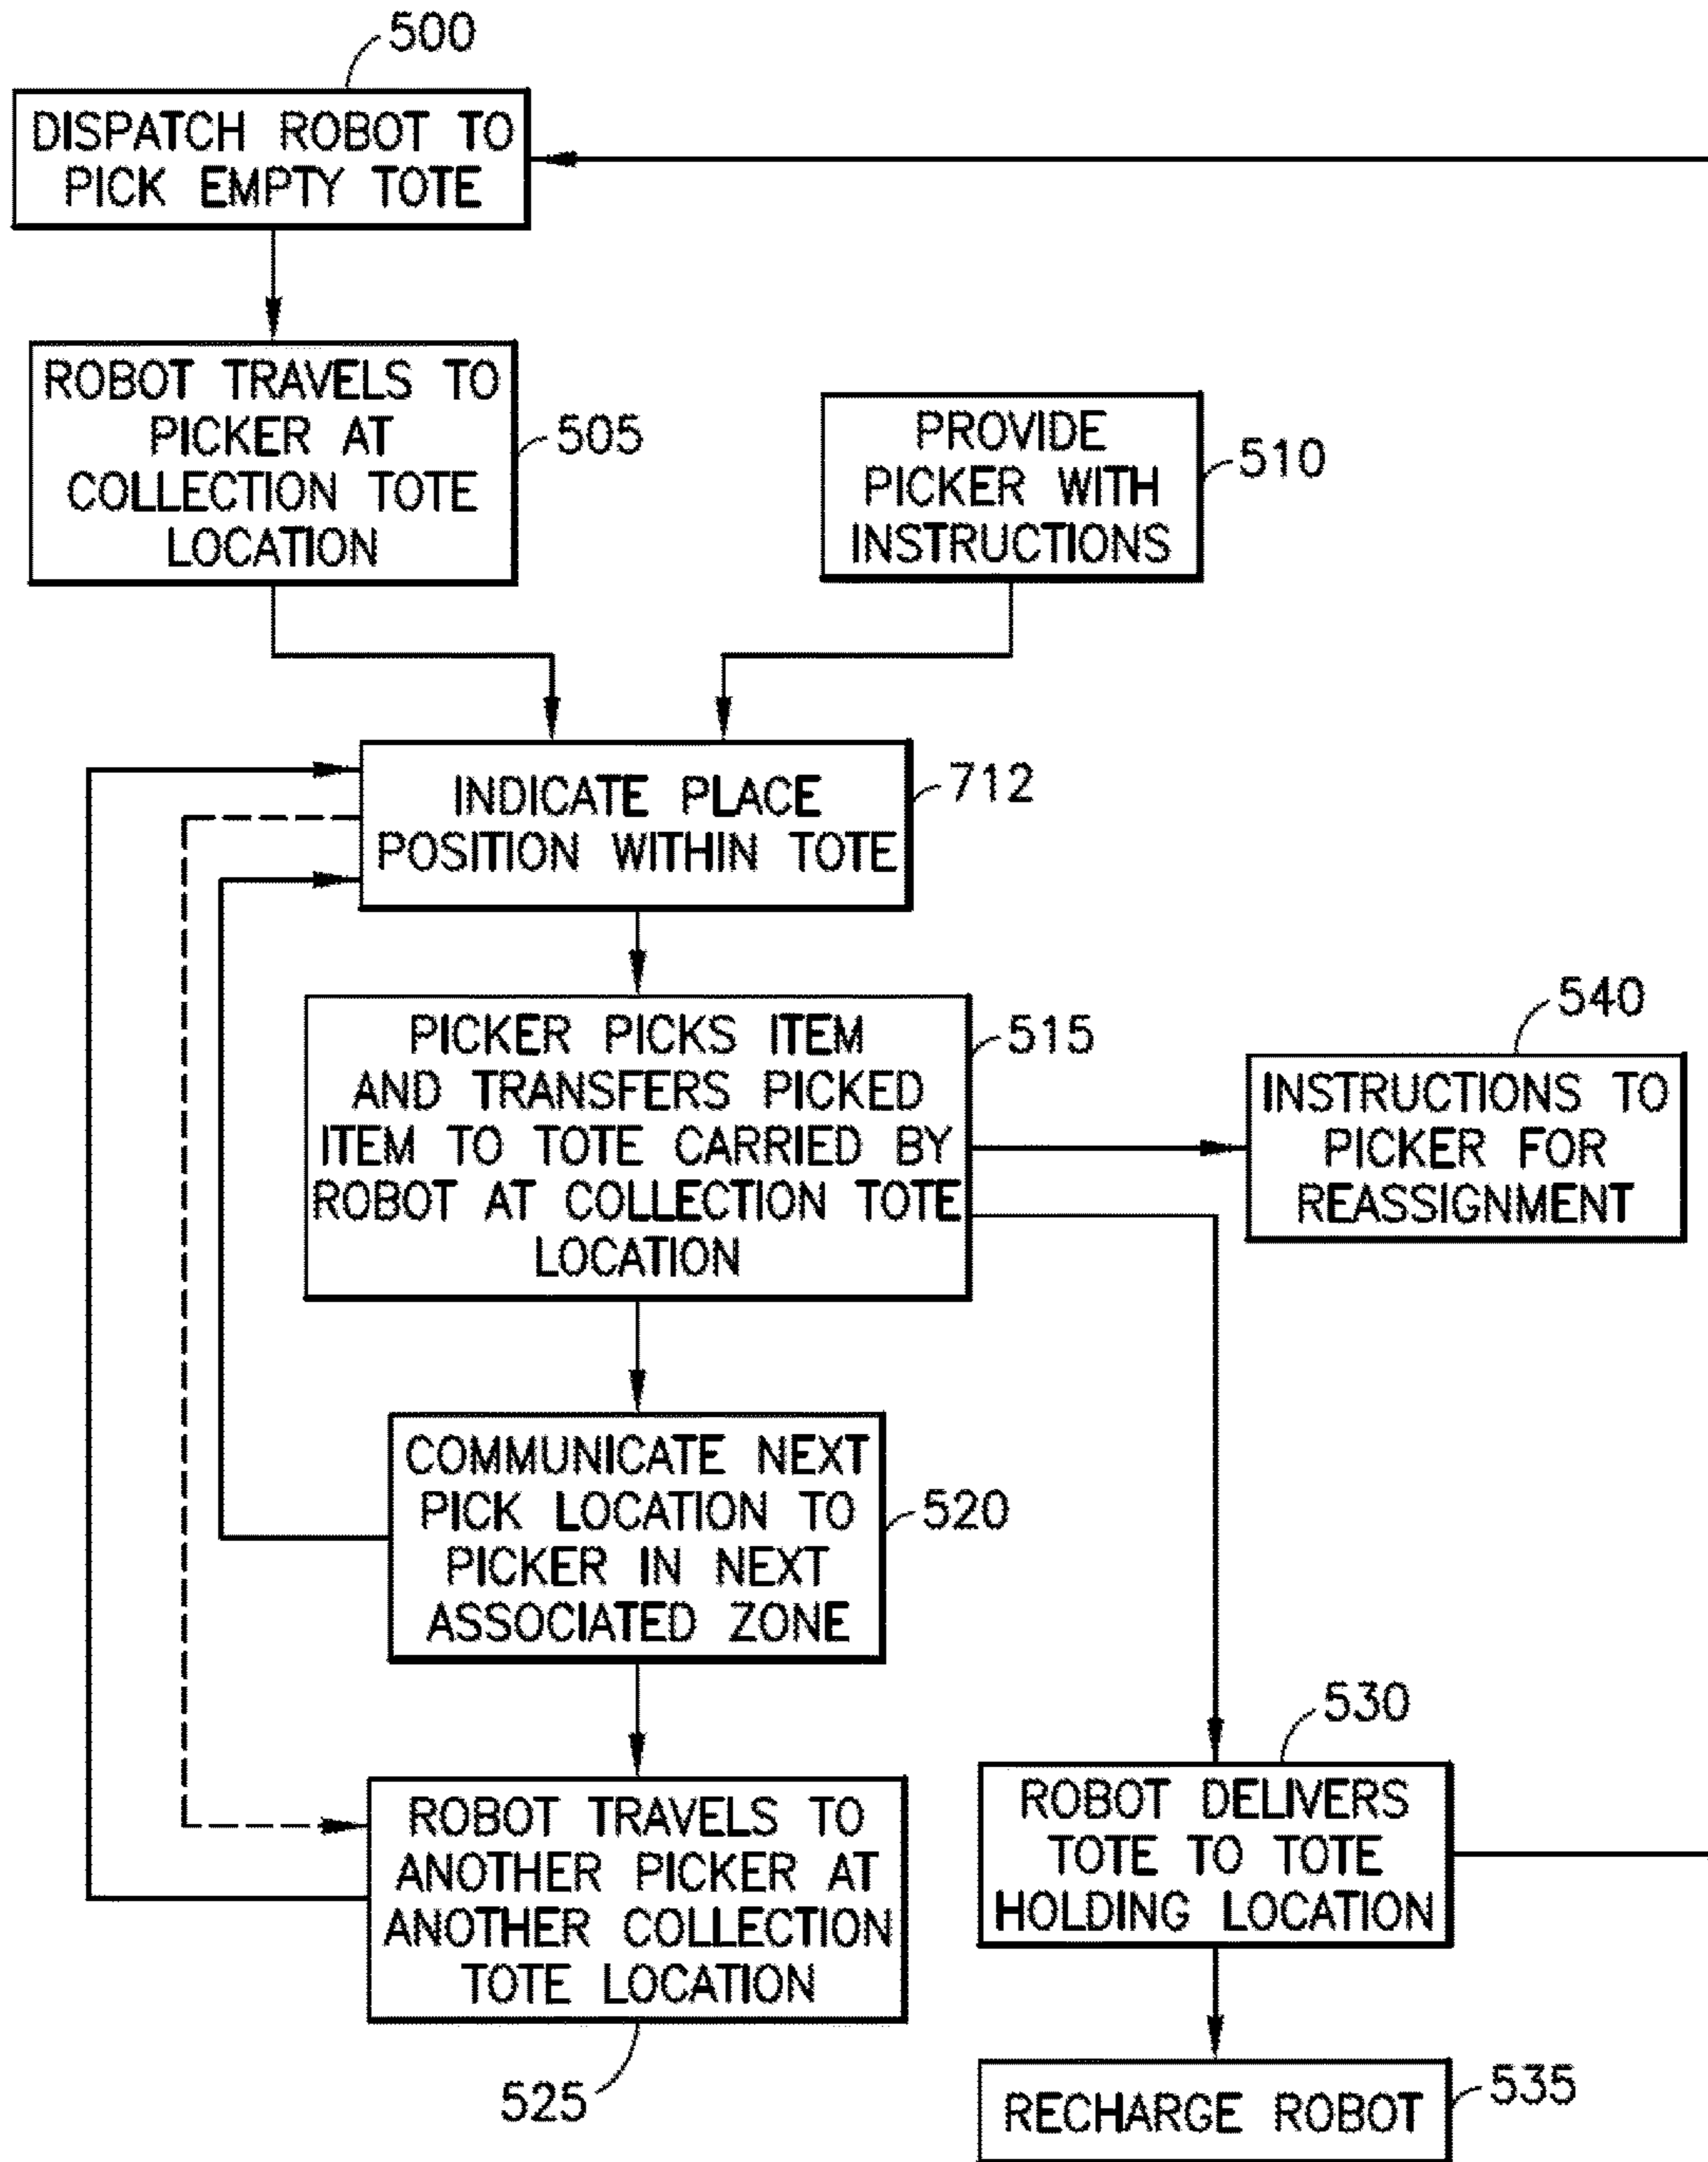 500
DISPATCH ROBOT TO
PICK EMPTY TOTE
ROBOT TRAVELS TO
PICKER AT
COLLECTION TOTE
LOCATION
505
PROVIDE
PICKER WITH
INSTRUCTIONS
510
INDICATE PLACE
POSITION WITHIN TOTE
712
PICKER PICKS ITEM
AND TRANSFERS PICKED
ITEM TO TOTE CARRIED BY
ROBOT AT COLLECTION TOTE
LOCATION
515
540
INSTRUCTIONS TO
PICKER FOR
REASSIGNMENT
COMMUNICATE NEXT
PICK LOCATION TO
PICKER IN NEXT
ASSOCIATED ZONE
520
530
ROBOT TRAVELS TO
ANOTHER PICKER AT
ANOTHER COLLECTION
TOTE LOCATION
525
ROBOT DELIVERS
TOTE TO TOTE
HOLDING LOCATION
RECHARGE ROBOT
535